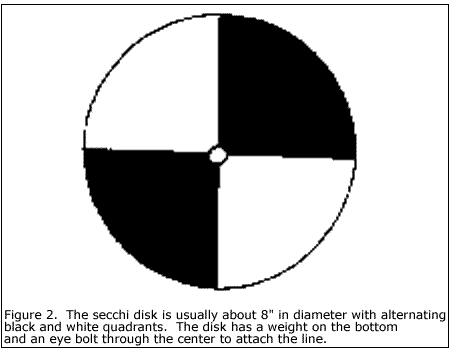 Figure 2.  The secchi disk is usually about 8" in diameter with alternating
black and white quadrants.  The disk has a weight on the bottom
and an eye bolt through the center to attach the line.